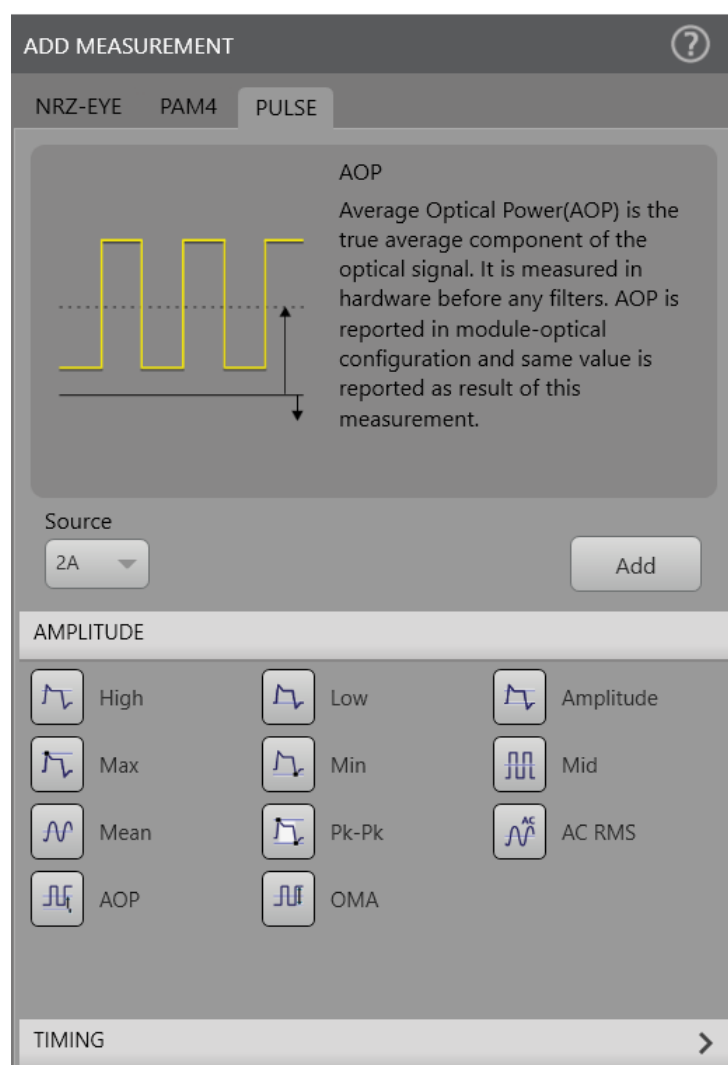 ADD MEASUREMENT
NRZ-EYE PAM4 PULSE
AOP
Average Optical Power(AOP) is the
true average component of the
optical signal. It is measured in
hardware before any filters. AOP is
reported in module-optical
configuration and same value is
reported as result of this
measurement.
Source
2A
Add
AMPLITUDE
High Low Amplitude
Max Min Mid
Mean Pk-Pk AC AC RMS
AOP OMA
TIMING